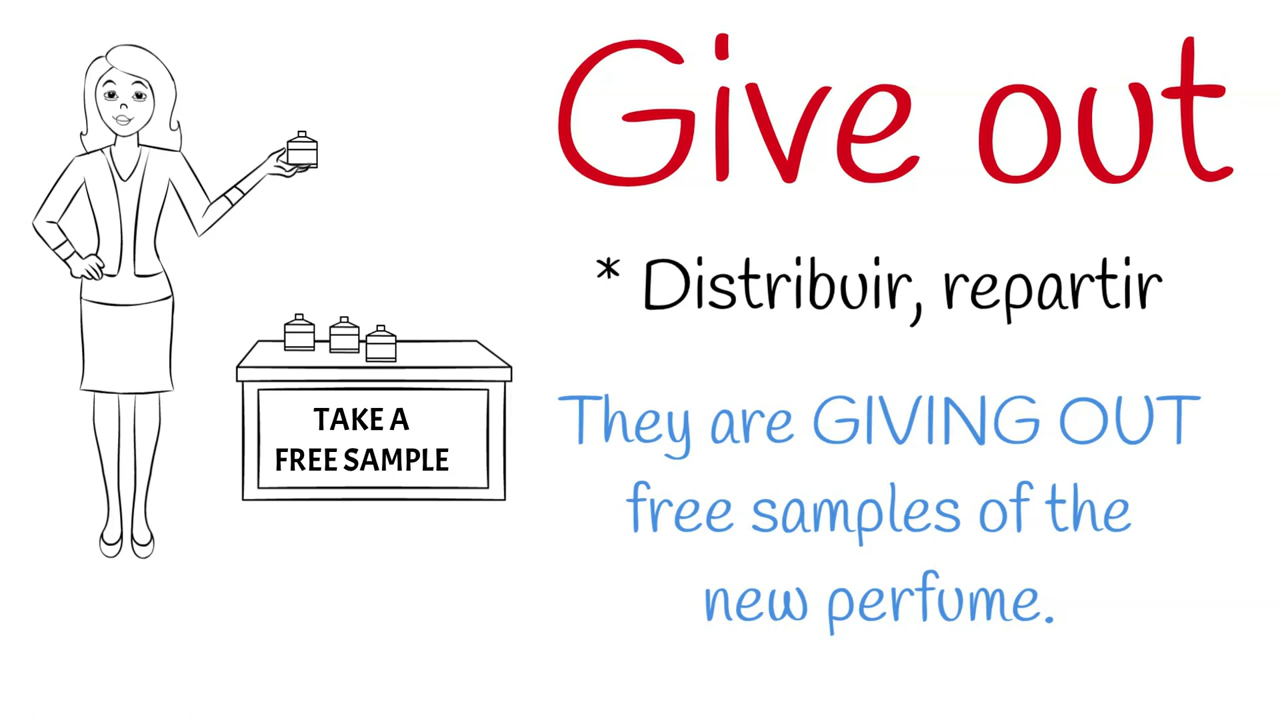 Give out
* Distribuir, repartir
They are GIVING OUT
free samples of the
new perfume.
TAKE A
FREE SAMPLE